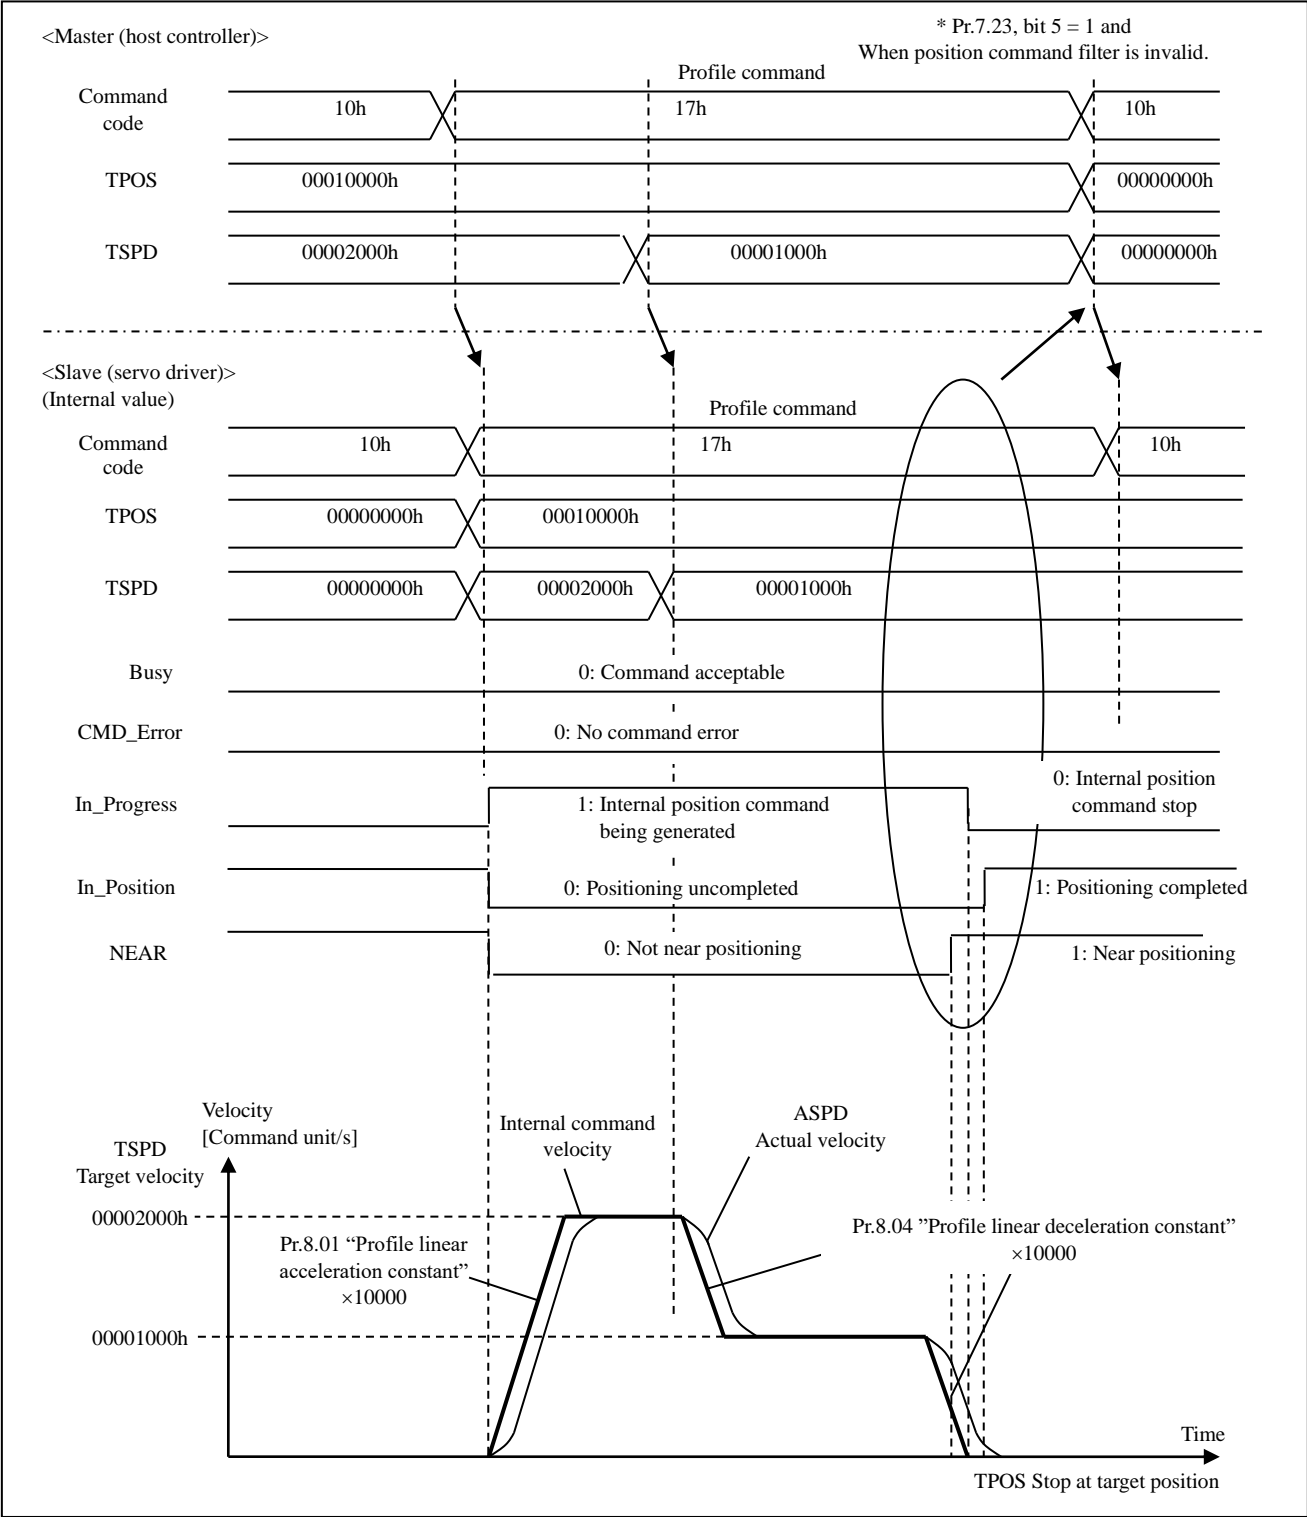 * Pr.7.23, bit 5 = 1 and
<Master (host controller)>
When position command filter is invalid.
Profile command
Command
code
10h
17h
10h
TPOS
00010000h
00000000h
TSPD
00002000h
00001000h
00000000h
<Slave (servo driver)>
(Internal value)
Profile command
Command
code
10h
17h
10h
TPOS
00000000h
00010000h
TSPD
00000000h
00002000h
00001000h
Busy
0: Command acceptable
CMD_Error
0: No command error
In_Progress
1: Internal position command
being generated
0: Internal position
command stop
In_Position
0: Positioning uncompleted
1: Positioning completed
NEAR
0: Not near positioning
1: Near positioning
Velocity
[Command unit/s]
TSPD
Target velocity
Internal command
velocity
ASPD
Actual velocity
00002000h
Pr.8.01 “Profile linear
acceleration constant”
×10000
Pr.8.04 ”Profile linear deceleration constant”
×10000
00001000h
Time
TPOS Stop at target position